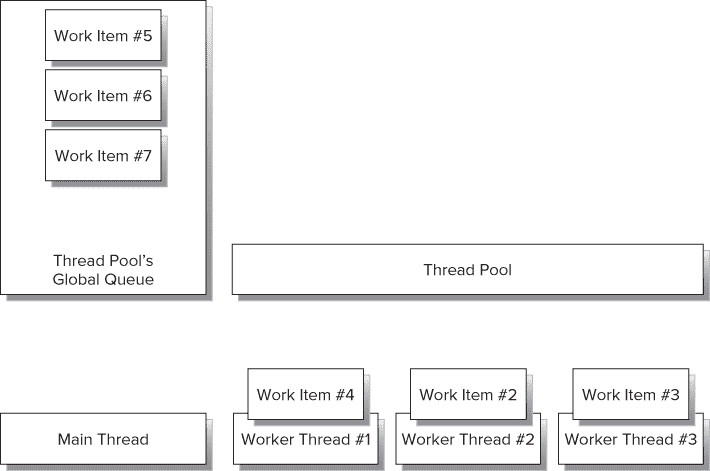 Work Item #5
Work Item #6
Work Item #7
Thread Pool's
Global Queue
Thread Pool
Work Item #4
Work Item #2
Work Item #3
Main Thread
Worker Thread #1
Worker Thread #2
Worker Thread #3